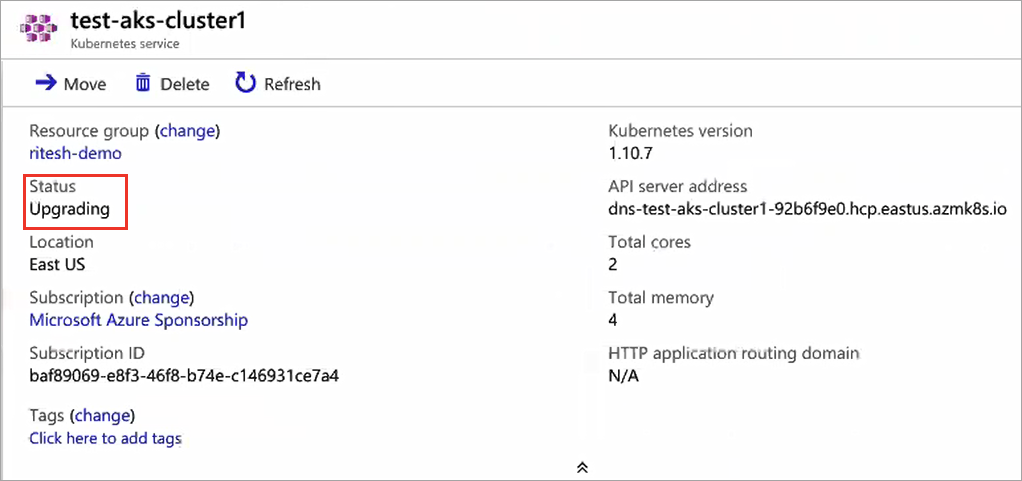 test-aks-cluster1
Kubernetes service
Move
Delete
Refresh
Resource group (change)
ritesh-demo
Status
Upgrading
Location
East US
Subscription (change)
Microsoft Azure Sponsorship
Subscription ID
baf89069-e8f3-46f8-b74e-c146931ce7a4
Tags (change)
Click here to add tags
Kubernetes version
1.10.7
API server address
dns-test-aks-cluster1-92b6f9e0.hcp.eastus.azmk8s.io
Total cores
2
Total memory
4
HTTP application routing domain
N/A